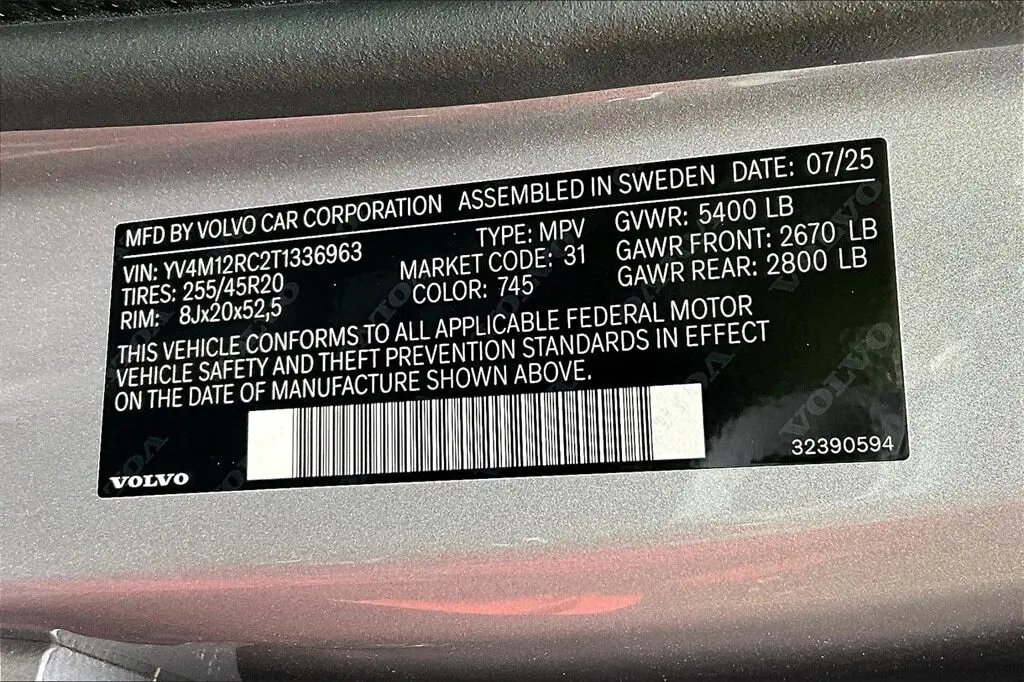 MFD BY VOLVO CAR CORPORATION ASSEMBLED IN SWEDEN DATE: 07/25
VIN: YV4M12RC2T1336963 TYPE: MPV GVWR: 5400 LB
TIRES: 255/45R20 MARKET CODE: 31 GAWR FRONT: 2670 LB
RIM: 8Jx20x52,5 COLOR: 745 GAWR REAR: 2800 LB
THIS VEHICLE CONFORMS TO ALL APPLICABLE FEDERAL MOTOR
VEHICLE SAFETY AND THEFT PREVENTION STANDARDS IN EFFECT
ON THE DATE OF MANUFACTURE SHOWN ABOVE.
VOLVO 32390594